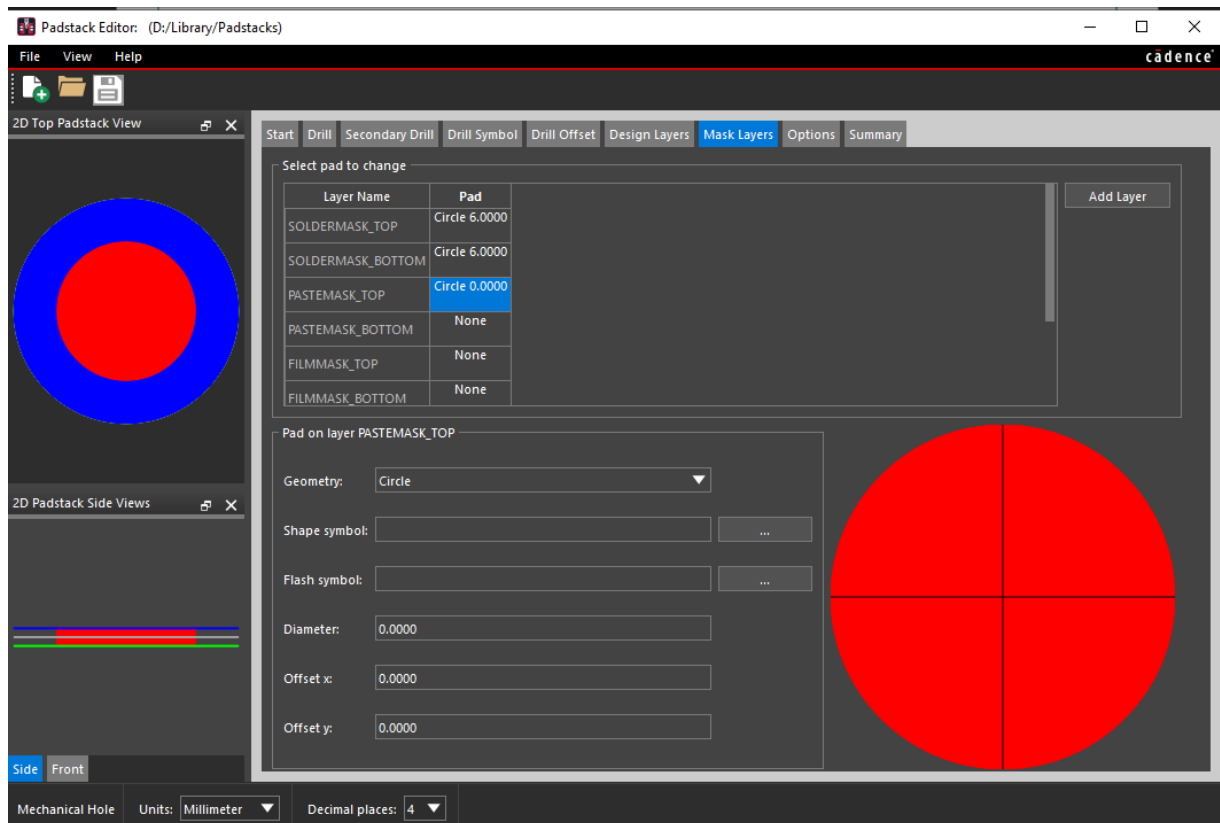 Padstack Editor: (D:/Library/Padstacks)
File View Help
cādence
2D Top Padstack View
Start Drill Secondary Drill Drill Symbol Drill Offset Design Layers Mask Layers Options Summary
Select pad to change
Layer Name Pad
SOLDERMASK_TOP Circle 6.0000
SOLDERMASK_BOTTOM Circle 6.0000
PASTEMASK_TOP Circle 0.0000
PASTEMASK_BOTTOM None
FILMMASK_TOP None
FILMMASK_BOTTOM None
Add Layer
Pad on layer PASTEMASK_TOP
Geometry: Circle
Shape symbol: ...
Flash symbol: ...
Diameter: 0.0000
Offset x: 0.0000
Offset y: 0.0000
2D Padstack Side Views
Side Front
Mechanical Hole Units: Millimeter Decimal places: 4